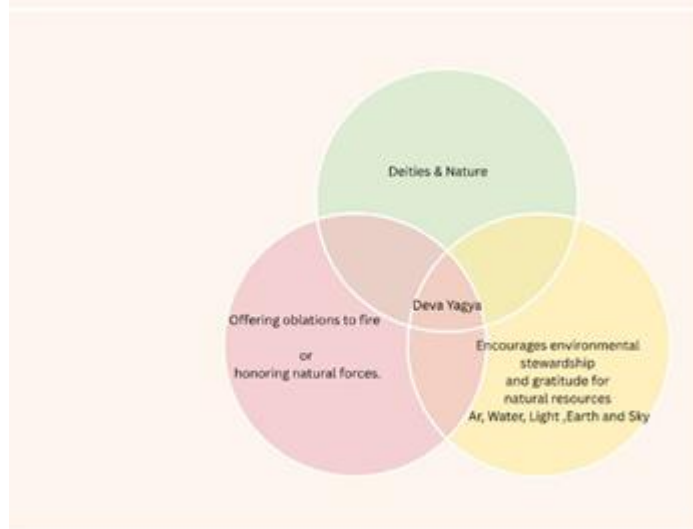 Deities & Nature
Deva Yagya
Offering oblations to fire
or
honoring natural forces.
Encourages environmental
stewardship
and gratitude for
natural resources
Ar, Water, Light ,Earth and Sky